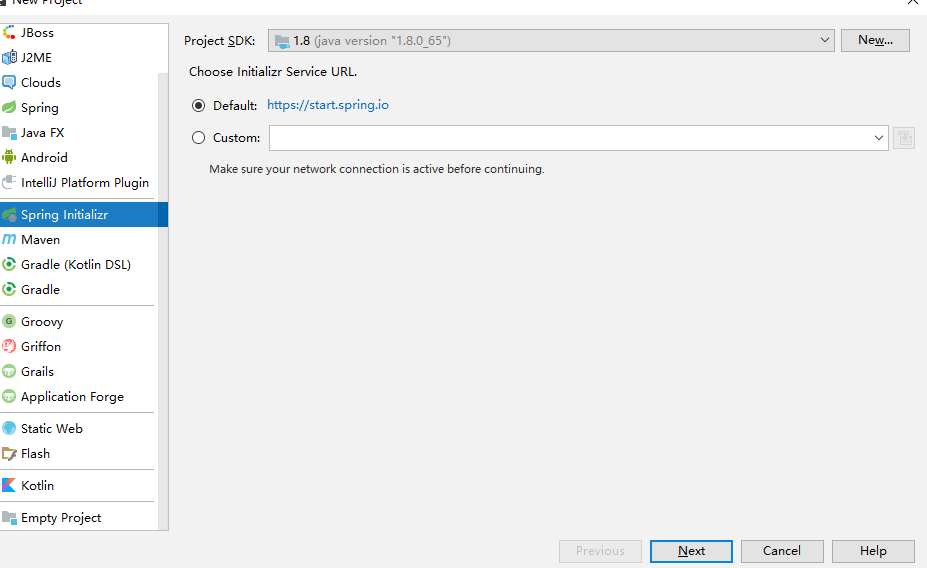 New Project
JBoss
J2ME
Clouds
Spring
Java FX
Android
IntelliJ Platform Plugin
Spring Initializr
Maven
Gradle (Kotlin DSL)
Gradle
Groovy
Griffon
Grails
Application Forge
Static Web
Flash
Kotlin
Empty Project
Project SDK: 1.8 (java version "1.8.0_65") New...
Choose Initializr Service URL.
Default: https://start.spring.io
Custom:
Make sure your network connection is active before continuing.
Previous Next Cancel Help